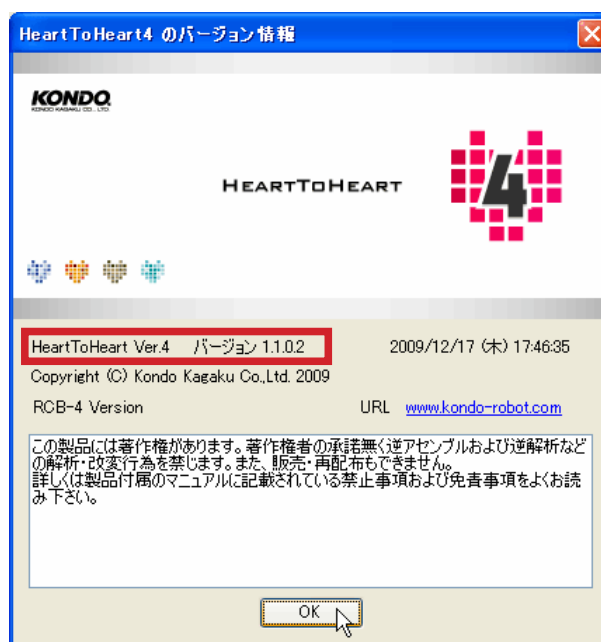 HeartToHeart4 のバージョン情報
KONDO
KONDO KAGAKU CO., LTD
HEARTTOHEART
4
HeartToHeart Ver.4 バージョン 1.1.0.2 2009/12/17 (木) 17:46:35
Copyright (C) Kondo Kagaku Co.,Ltd. 2009
RCB-4 Version URL www.kondo-robot.com
この製品には著作権があります。著作権者の承諾無く逆アセンブルおよび逆解析など
の解析・改変行為を禁じます。また、販売・再配布もできません。
詳しくは製品付属のマニュアルに記載されている禁止事項および免責事項をよくお読
み下さい。
OK